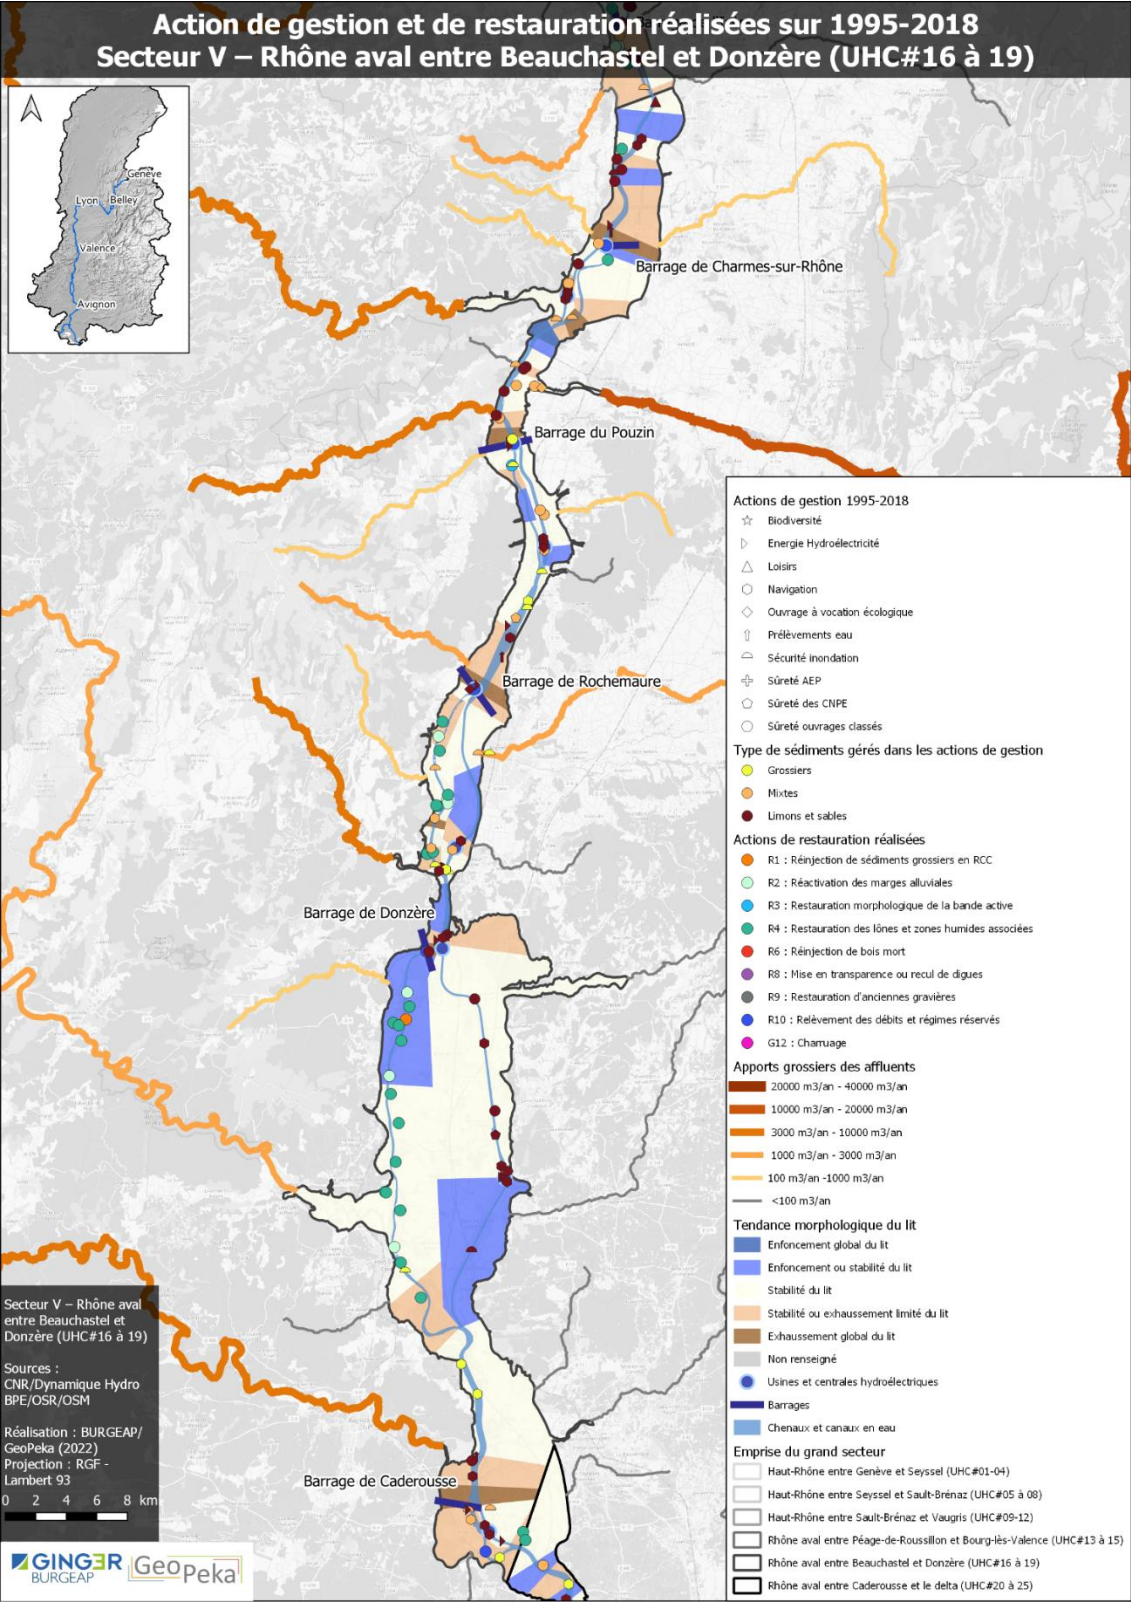 Action de gestion et de restauration réalisées sur 1995-2018
Secteur V – Rhône aval entre Beauchastel et Donzère (UHC#16 à 19)
Genève
Lyon
Belley
Valence
Avignon
Barrage de Charmes-sur-Rhône
Barrage du Pouzin
Barrage de Rochemaure
Barrage de Donzère
Barrage de Caderousse
Actions de gestion 1995-2018
Biodiversité
Energie Hydroélectricité
Loisirs
Navigation
Ouvrage à vocation écologique
Prélèvements eau
Sécurité inondation
Sûreté AEP
Sûreté des CNPE
Sûreté ouvrages classés
Type de sédiments gérés dans les actions de gestion
Grossiers
Mixtes
Limons et sables
Actions de restauration réalisées
R1 : Réinjection de sédiments grossiers en RCC
R2 : Réactivation des marges alluviales
R3 : Restauration morphologique de la bande active
R4 : Restauration des lônes et zones humides associées
R6 : Réinjection de bois mort
R8 : Mise en transparence ou recul de digues
R9 : Restauration d'anciennes gravières
R10 : Relèvement des débits et régimes réservés
G12 : Charruage
Apports grossiers des affluents
20000 m3/an - 40000 m3/an
10000 m3/an - 20000 m3/an
3000 m3/an - 10000 m3/an
1000 m3/an - 3000 m3/an
100 m3/an -1000 m3/an
<100 m3/an
Tendance morphologique du lit
Enfoncement global du lit
Enfoncement ou stabilité du lit
Stabilité du lit
Stabilité ou exhaussement limité du lit
Exhaussement global du lit
Non renseigné
Usines et centrales hydroélectriques
Barrages
Chenaux et canaux en eau
Emprise du grand secteur
Haut-Rhône entre Genève et Seyssel (UHC#01-04)
Haut-Rhône entre Seyssel et Sault-Brénaz (UHC#05 à 08)
Haut-Rhône entre Sault-Brénaz et Vaugris (UHC#09-12)
Rhône aval entre Péage-de-Roussillon et Bourg-lès-Valence (UHC#13 à 15)
Rhône aval entre Beauchastel et Donzère (UHC#16 à 19)
Rhône aval entre Caderousse et le delta (UHC#20 à 25)
Secteur V – Rhône aval
entre Beauchastel et
Donzère (UHC#16 à 19)
Sources :
CNR/Dynamique Hydro
BPE/OSR/OSM
Réalisation : BURGEAP/
GeoPeka (2022)
Projection : RGF -
Lambert 93
0 2 4 6 8 km
GINGER
BURGEAP
GeoPeka